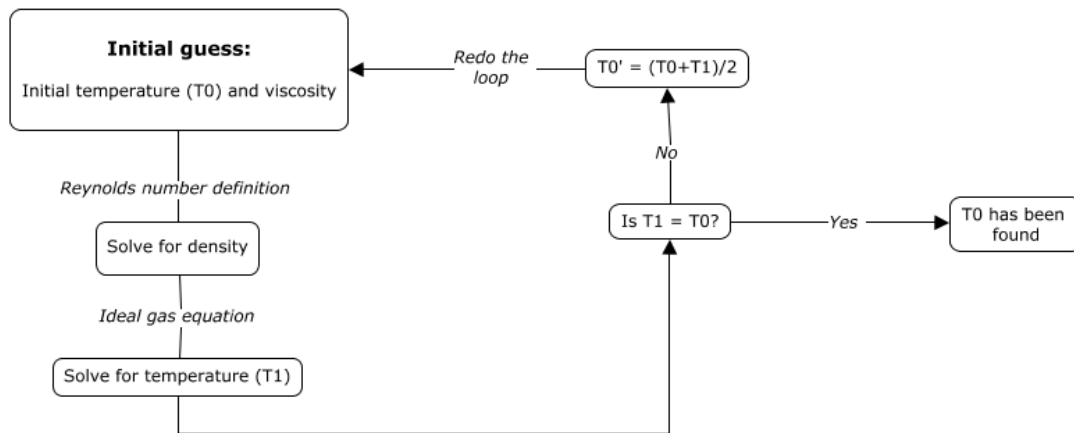 Initial guess:
Initial temperature (T0) and viscosity
Reynolds number definition
Solve for density
Ideal gas equation
Solve for temperature (T1)
Is T1 = T0?
Yes
T0 has been
found
No
T0' = (T0+T1)/2
Redo the
loop